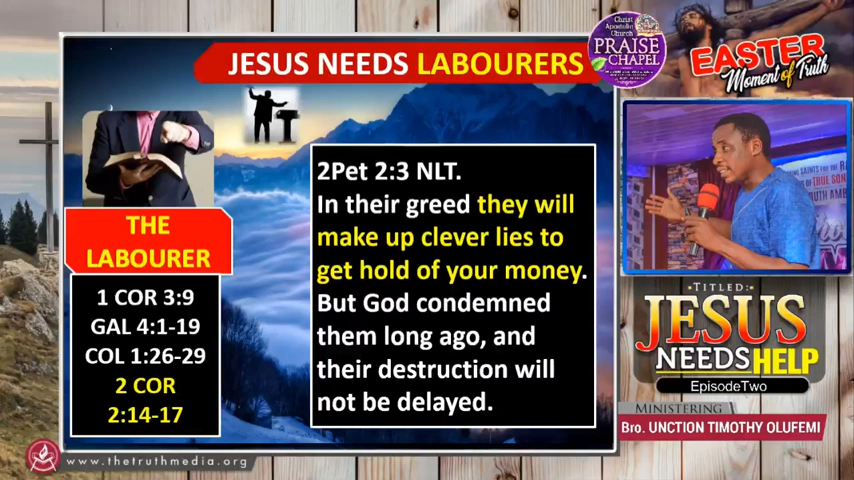 JESUS NEEDS LABOURERS
Christ
Apostolic
Church
PRAISE
CHAPEL
EASTER
Moment of Truth
THE
LABOURER
1 COR 3:9
GAL 4:1-19
COL 1:26-29
2 COR
2:14-17
2Pet 2:3 NLT.
In their greed they will
make up clever lies to
get hold of your money.
But God condemned
them long ago, and
their destruction will
not be delayed.
TRUE SON
•TITLED:•
JESUS
NEEDS HELP
EpisodeTwo
MINISTERING
Bro. UNCTION TIMOTHY OLUFEMI
www.thetruthmedia.org